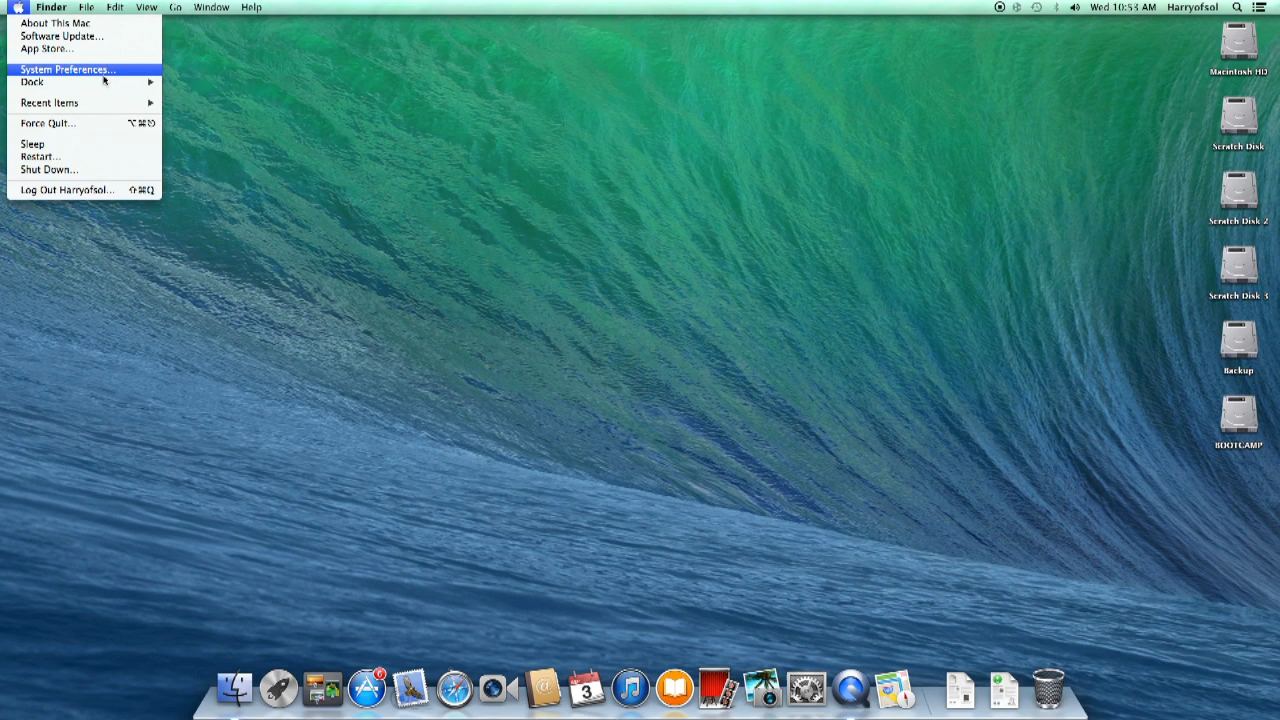 Finder File Edit View Go Window Help Wed 10:53 AM Harryofsol
About This Mac
Software Update...
App Store...
System Preferences...
Dock
Recent Items
Force Quit... ⌥⌘⎋
Sleep
Restart...
Shut Down...
Log Out Harryofsol... ⇧⌘Q
Macintosh HD
Scratch Disk
Scratch Disk 2
Scratch Disk 3
Backup
BOOTCAMP
@
3